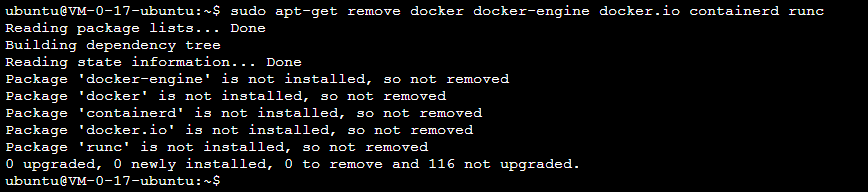 ubuntu@VM-0-17-ubuntu:~$ sudo apt-get remove docker docker-engine docker.io containerd runc
Reading package lists... Done
Building dependency tree
Reading state information... Done
Package 'docker-engine' is not installed, so not removed
Package 'docker' is not installed, so not removed
Package 'containerd' is not installed, so not removed
Package 'docker.io' is not installed, so not removed
Package 'runc' is not installed, so not removed
0 upgraded, 0 newly installed, 0 to remove and 116 not upgraded.
ubuntu@VM-0-17-ubuntu:~$